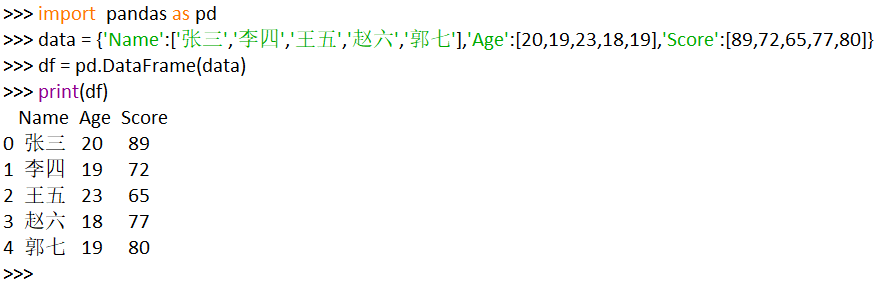 >>> import  pandas as pd
>>> data = {'Name':['张三','李四','王五','赵六','郭七'],'Age':[20,19,23,18,19],'Score':[89,72,65,77,80]}
>>> df = pd.DataFrame(data)
>>> print(df)
   Name  Age  Score
0  张三   20     89
1  李四   19     72
2  王五   23     65
3  赵六   18     77
4  郭七   19     80
>>>